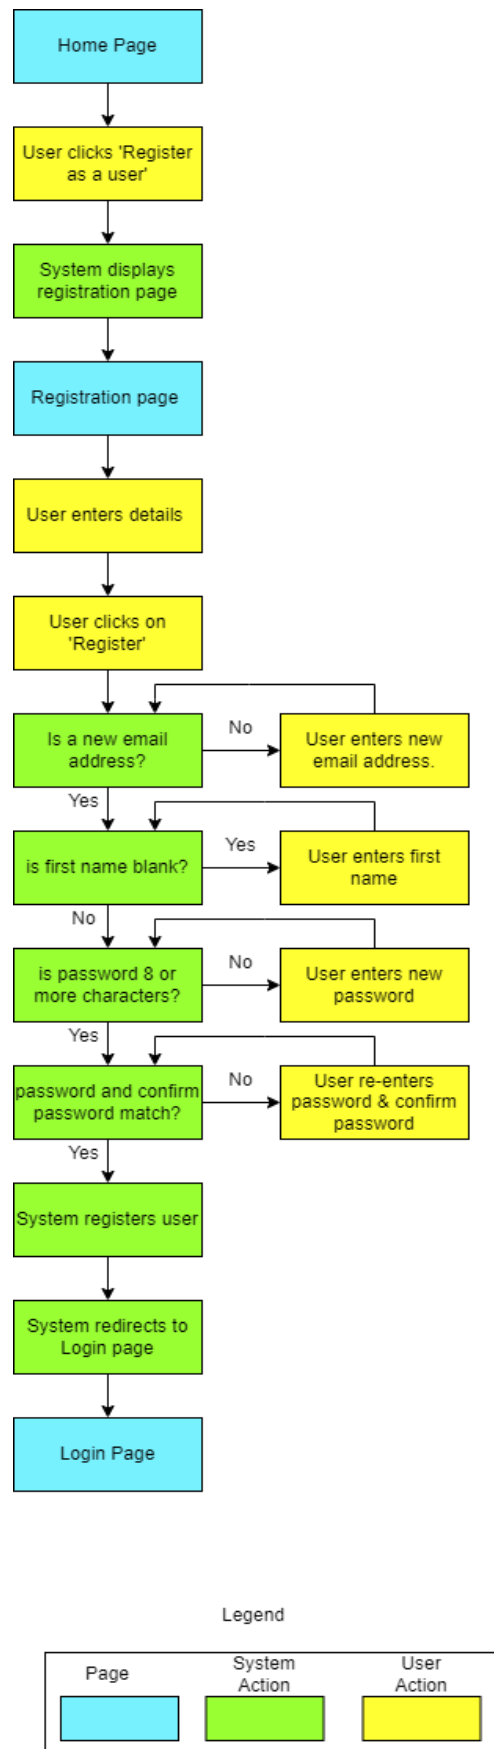 Home Page
User clicks 'Register
as a user'
System displays
registration page
Registration page
User enters details
User clicks on
'Register'
Is a new email
address?
No
User enters new
email address.
Yes
is first name blank?
Yes
User enters first
name
No
is password 8 or
more characters?
No
User enters new
password
Yes
password and confirm
password match?
No
User re-enters
password & confirm
password
Yes
System registers user
System redirects to
Login page
Login Page
Legend
Page
System
Action
User
Action